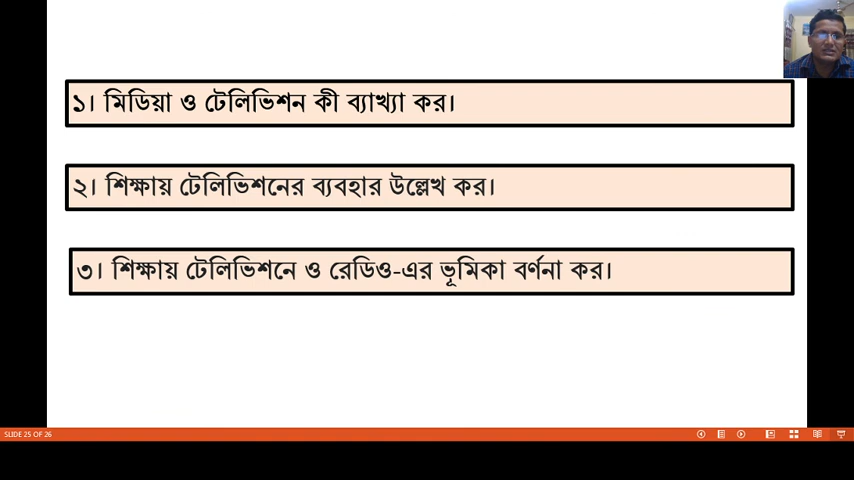 ১। মিডিয়া ও টেলিভিশন কী ব্যাখ্যা কর।
২। শিক্ষায় টেলিভিশনের ব্যবহার উল্লেখ কর।
৩। শিক্ষায় টেলিভিশনে ও রেডিও-এর ভূমিকা বর্ণনা কর।
SLIDE 25 OF 26